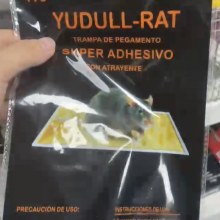 YUDULL-RAT
TRAMPA DE PEGAMENTO
SUPER ADHESIVO
CON ATRAYENTE
PRECAUCIÓN DE USO:
INSTRUCCIONES DE USO: